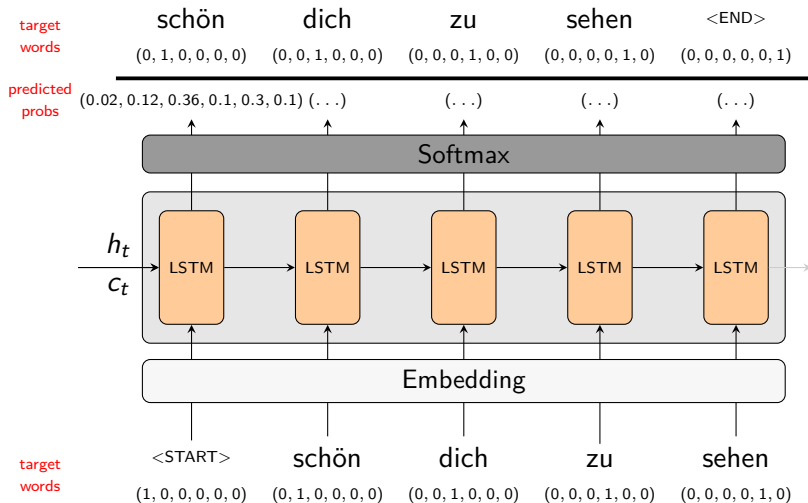 target words schön dich zu sehen <END>
(0, 1, 0, 0, 0, 0) (0, 0, 1, 0, 0, 0) (0, 0, 0, 1, 0, 0) (0, 0, 0, 0, 1, 0) (0, 0, 0, 0, 0, 1)
predicted probs (0.02, 0.12, 0.36, 0.1, 0.3, 0.1) (...) (...) (...) (...)
Softmax
h_t
LSTM LSTM LSTM LSTM LSTM
c_t
Embedding
target words <START> schön dich zu sehen
(1, 0, 0, 0, 0, 0) (0, 1, 0, 0, 0, 0) (0, 0, 1, 0, 0, 0) (0, 0, 0, 1, 0, 0) (0, 0, 0, 0, 1, 0)